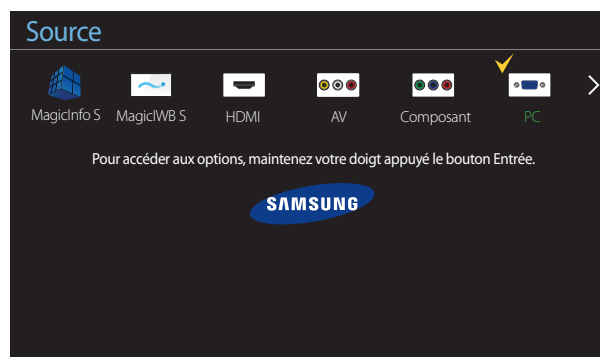 Source
MagicInfo S MagicIWB S HDMI AV Composant PC
Pour accéder aux options, maintenez votre doigt appuyé le bouton Entrée.
SAMSUNG